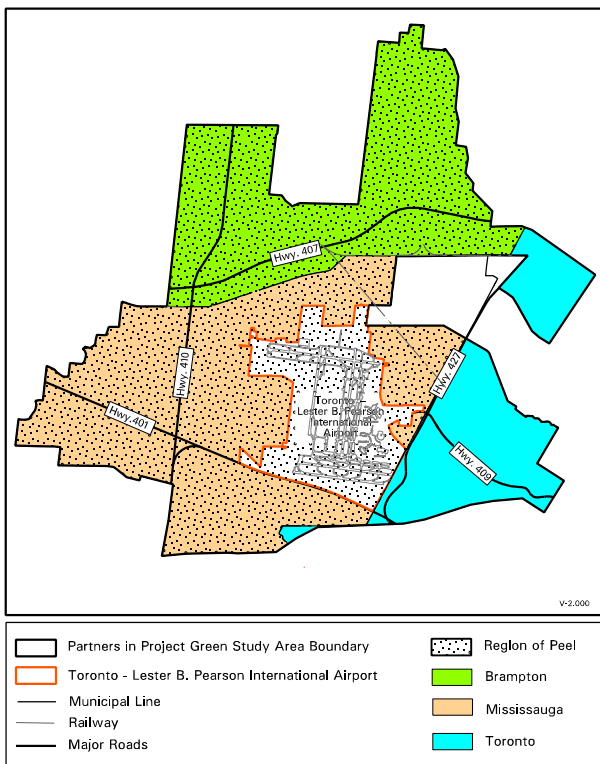 Hwy. 407
Hwy. 410
Hwy. 427
Hwy. 401
Toronto -
Lester B. Pearson
International
Airport
Hwy. 409
V-2.000
Partners in Project Green Study Area Boundary
Toronto - Lester B. Pearson International Airport
Municipal Line
Railway
Major Roads
Region of Peel
Brampton
Mississauga
Toronto